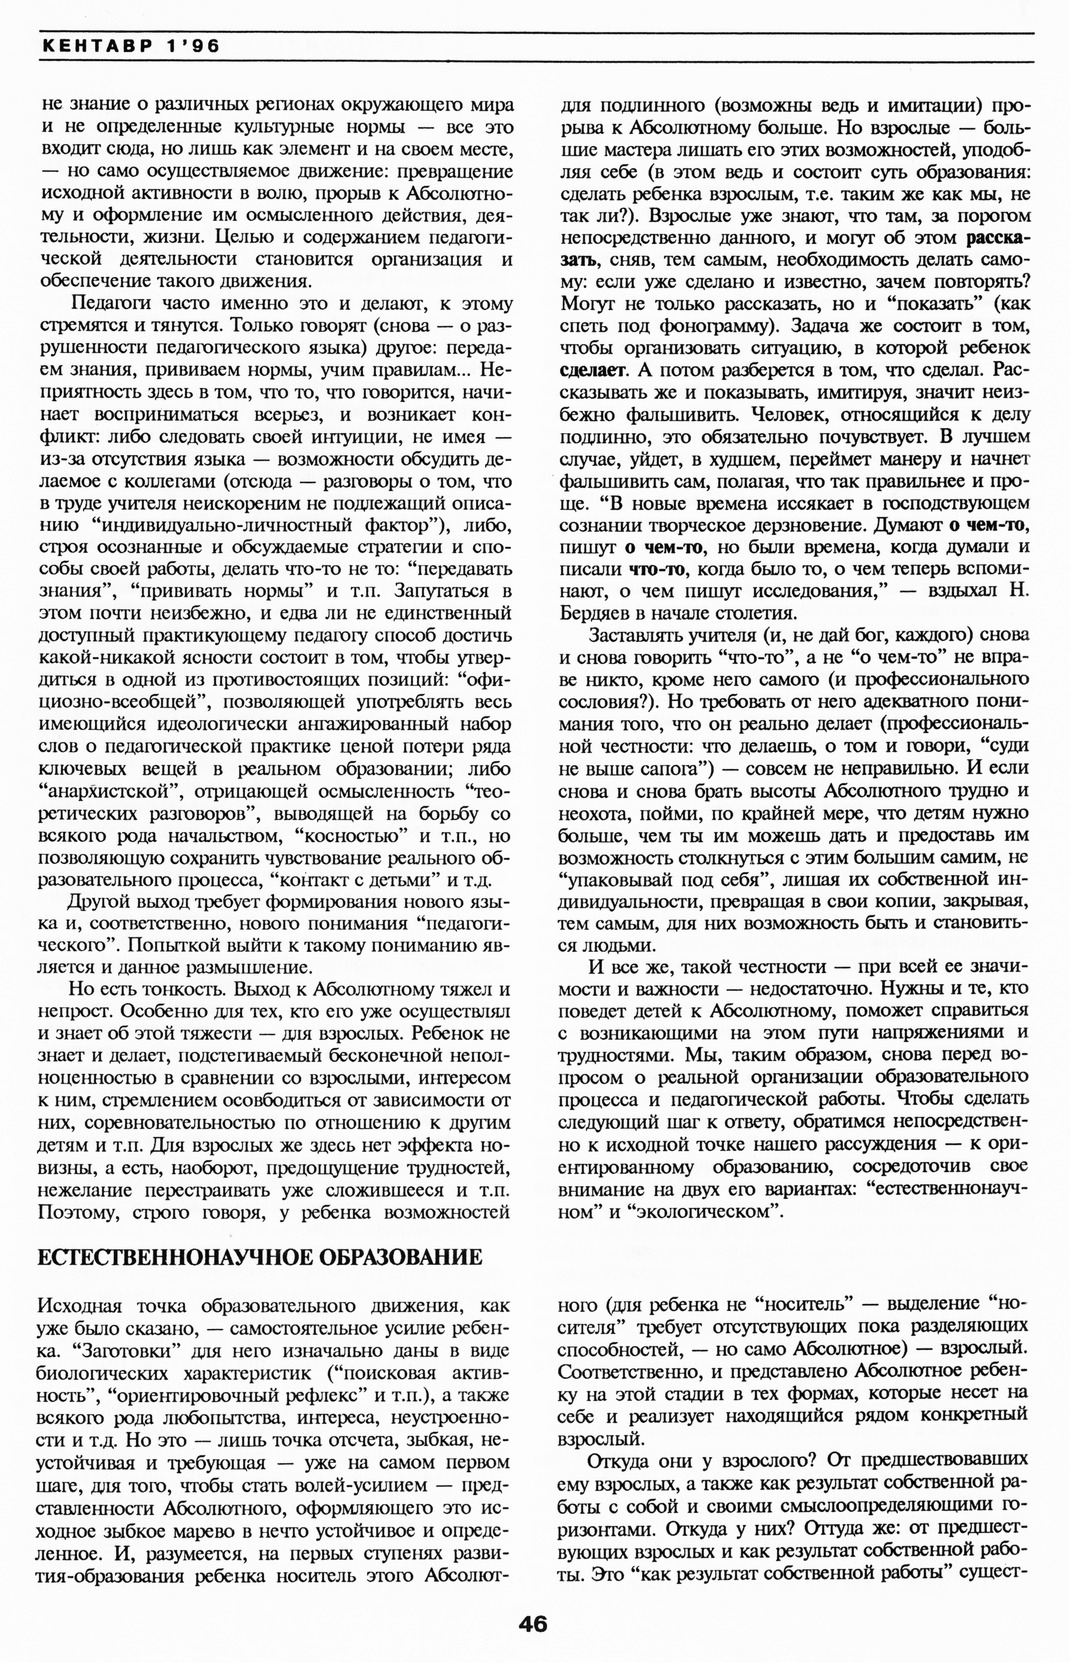 КЕНТАВР 1'96
не знание о различных регионах окружающего мира
и не определенные культурные нормы — все это
входит сюда, но лишь как элемент и на своем месте,
— но само осуществляемое движение: превращение
исходной активности в волю, прорыв к Абсолютно-
му и оформление им осмысленного действия, дея-
тельности, жизни. Целью и содержанием педагоги-
ческой деятельности становится организация и
обеспечение такого движения.
Педагоги часто именно это и делают, к этому
стремятся и тянутся. Только говорят (снова — о раз-
рушенности педагогического языка) другое: переда-
ем знания, прививаем нормы, учим правилам... Не-
приятность здесь в том, что то, что говорится, начи-
нает восприниматься всерьез, и возникает кон-
фликт: либо следовать своей интуиции, не имея —
из-за отсутствия языка — возможности обсудить де-
лаемое с коллегами (отсюда — разговоры о том, что
в труде учителя неискореним не подлежащий описа-
нию “индивидуально-личностный фактор”), либо,
строя осознанные и обсуждаемые стратегии и спо-
собы своей работы, делать что-то не то: “передавать
знания”, “прививать нормы” и т.п. Запутаться в
этом почти неизбежно, и едва ли не единственный
доступный практикующему педагогу способ достичь
какой-никакой ясности состоит в том, чтобы утвер-
диться в одной из противостоящих позиций: “офи-
циозно-всеобщей”, позволяющей употреблять весь
имеющийся идеологически ангажированный набор
слов о педагогической практике ценой потери ряда
ключевых вещей в реальном образовании; либо
“анархистской”, отрицающей осмысленность “тео-
ретических разговоров”, выводящей на борьбу со
всякого рода начальством, “косностью” и т.п., но
позволяющую сохранить чувствование реального об-
разовательного процесса, “контакт с детьми” и т.д.
Другой выход требует формирования нового язы-
ка и, соответственно, нового понимания “педагоги-
ческого”. Попыткой выйти к такому пониманию яв-
ляется и данное размышление.
Но есть тонкость. Выход к Абсолютному тяжел и
непрост. Особенно для тех, кто его уже осуществлял
и знает об этой тяжести — для взрослых. Ребенок не
знает и делает, подстегиваемый бесконечной непол-
ноценностью в сравнении со взрослыми, интересом
к ним, стремлением осовбодиться от зависимости от
них, соревновательностью по отношению к другим
детям и т.п. Для взрослых же здесь нет эффекта но-
визны, а есть, наоборот, предощущение трудностей,
нежелание перестраивать уже сложившееся и т.п.
Поэтому, строго говоря, у ребенка возможностей
для подлинного (возможны ведь и имитации) про-
рыва к Абсолютному больше. Но взрослые — боль-
шие мастера лишать его этих возможностей, уподоб-
ляя себе (в этом ведь и состоит суть образования:
сделать ребенка взрослым, т.е. таким же как мы, не
так ли?). Взрослые уже знают, что там, за порогом
непосредственно данного, и могут об этом расска-
зать, сняв, тем самым, необходимость делать само-
му: если уже сделано и известно, зачем повторять?
Могут не только рассказать, но и “показать” (как
спеть под фонограмму). Задача же состоит в том,
чтобы организовать ситуацию, в которой ребенок
сделает. А потом разберется в том, что сделал. Рас-
сказывать же и показывать, имитируя, значит неиз-
бежно фальшивить. Человек, относящийся к делу
подлинно, это обязательно почувствует. В лучшем
случае, уйдет, в худшем, переймет манеру и начнет
фальшивить сам, полагая, что так правильнее и про-
ще. “В новые времена иссякает в господствующем
сознании творческое дерзновение. Думают о чем-то,
пишут о чем-то, но были времена, когда думали и
писали что-то, когда было то, о чем теперь вспоми-
нают, о чем пишут исследования,” — вздыхал Н.
Бердяев в начале столетия.
Заставлять учителя (и, не дай бог, каждого) снова
и снова говорить “что-то”, а не “о чем-то” не впра-
ве никто, кроме него самого (и профессионального
сословия?). Но требовать от него адекватного пони-
мания того, что он реально делает (профессиональ-
ной честности: что делаешь, о том и говори, “суди
не выше сапога”) — совсем не неправильно. И если
снова и снова брать высоты Абсолютного трудно и
неохота, пойми, по крайней мере, что детям нужно
больше, чем ты им можешь дать и предоставь им
возможность столкнуться с этим большим самим, не
“упаковывай под себя”, лишая их собственной ин-
дивидуальности, превращая в свои копии, закрывая,
тем самым, для них возможность быть и становить-
ся людьми.
И все же, такой честности — при всей ее значи-
мости и важности — недостаточно. Нужны и те, кто
поведет детей к Абсолютному, поможет справиться
с возникающими на этом пути напряжениями и
трудностями. Мы, таким образом, снова перед во-
просом о реальной организации образовательного
процесса и педагогической работы. Чтобы сделать
следующий шаг к ответу, обратимся непосредствен-
но к исходной точке нашего рассуждения — к ори-
ентированному образованию, сосредоточив свое
внимание на двух его вариантах: “естественнонауч-
ном” и “экологическом”.
ЕСТЕСТВЕННОНАУЧНОЕ ОБРАЗОВАНИЕ
Исходная точка образовательного движения, как
уже было сказано, — самостоятельное усилие ребен-
ка. “Заготовки” для него изначально даны в виде
биологических характеристик (“поисковая актив-
ность”, “ориентировочный рефлекс” и т.п.), а также
всякого рода любопытства, интереса, неустроенно-
сти и т.д. Но это — лишь точка отсчета, зыбкая, не-
устойчивая и требующая — уже на самом первом
шаге, для того, чтобы стать волей-усилием — пред-
ставленности Абсолютного, оформляющего это ис-
ходное зыбкое марево в нечто устойчивое и опреде-
ленное. И, разумеется, на первых ступенях разви-
тия-образования ребенка носитель этого Абсолют-
ного (для ребенка не “носитель” — выделение “но-
сителя” требует отсутствующих пока разделяющих
способностей, — но само Абсолютное) — взрослый.
Соответственно, и представлено Абсолютное ребен-
ку на этой стадии в тех формах, которые несет на
себе и реализует находящийся рядом конкретный
взрослый.
Откуда они у взрослого? От предшествовавших
ему взрослых, а также как результат собственной ра-
боты с собой и своими смыслоопределяющими го-
ризонтами. Откуда у них? Оттуда же: от предшест-
вующих взрослых и как результат собственной рабо-
ты. Это “как результат собственной работы” сущест-
46